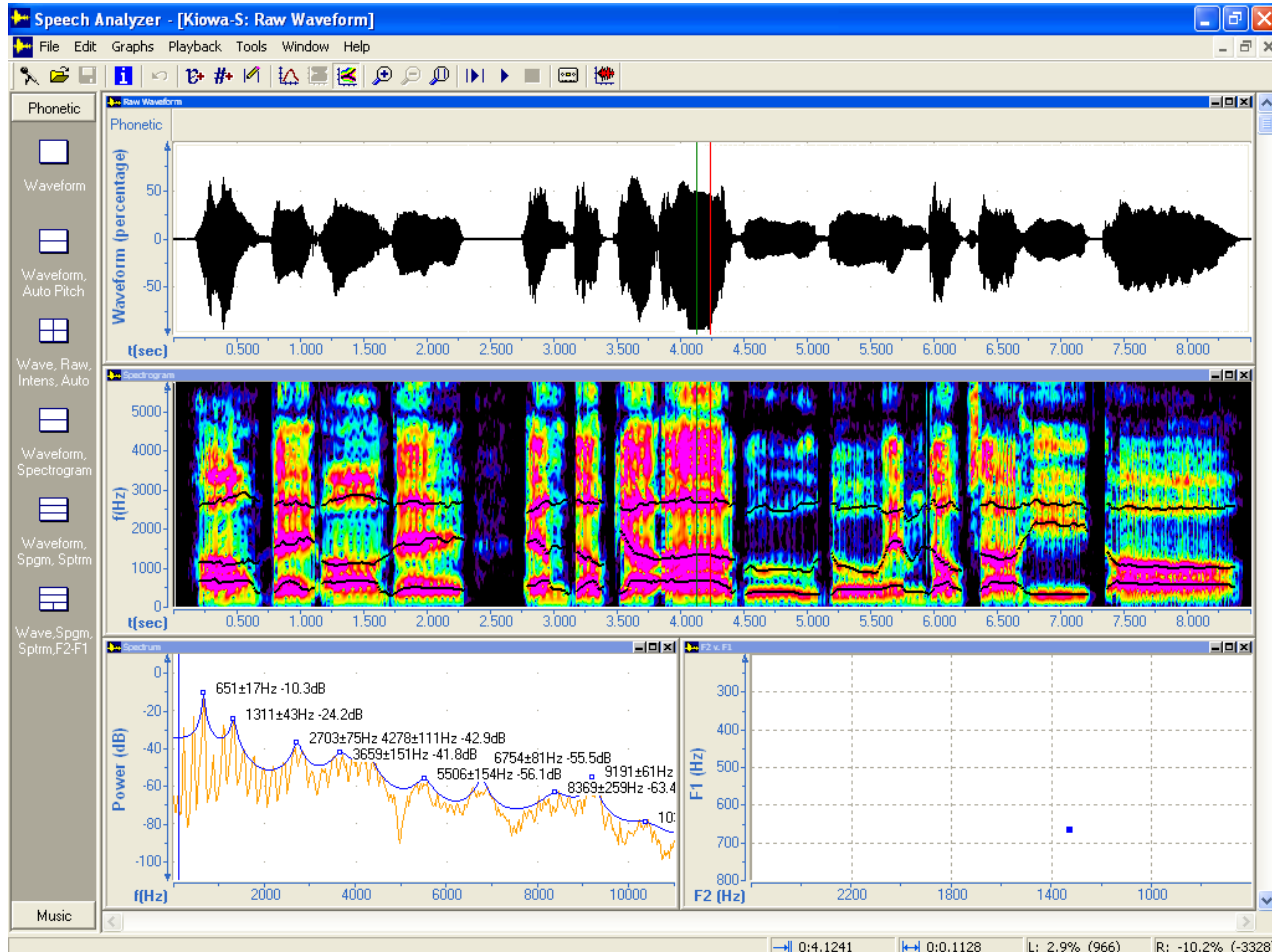 Speech Analyzer - [Kiowa-S: Raw Waveform]
File Edit Graphs Playback Tools Window Help
Phonetic
Waveform
Waveform,
Auto Pitch
Wave, Raw,
Intens, Auto
Waveform,
Spectrogram
Waveform,
Spgm, Sptrm
Wave,Spgm,
Sptrm,F2-F1
Music
Raw Waveform
Phonetic
Waveform (percentage)
50
0
-50
t(sec) 0.500 1.000 1.500 2.000 2.500 3.000 3.500 4.000 4.500 5.000 5.500 6.000 6.500 7.000 7.500 8.000
Spectrogram
f(Hz)
5000
4000
3000
2000
1000
0
t(sec) 0.500 1.000 1.500 2.000 2.500 3.000 3.500 4.000 4.500 5.000 5.500 6.000 6.500 7.000 7.500 8.000
Spectrum
Power (dB)
0
-20
-40
-60
-80
-100
651±17Hz -10.3dB
1311±43Hz -24.2dB
2703±75Hz 4278±111Hz -42.9dB
3659±151Hz -41.8dB
6754±81Hz -55.5dB
5506±154Hz -56.1dB
9191±61Hz
8369±259Hz -63.4
10
f(Hz) 2000 4000 6000 8000 10000
F2 v. F1
F1 (Hz)
300
400
500
600
700
800
F2 (Hz) 2200 1800 1400 1000
0:4.1241 0:0.1128 L: 2.9% (966) R: -10.2% (-3328